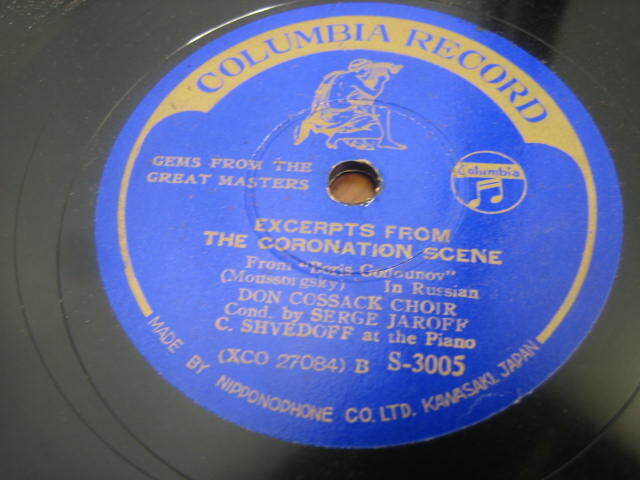 COLUMBIA RECORD
GEMS FROM THE
GREAT MASTERS
Columbia
EXCERPTS FROM
THE CORONATION SCENE
From "Boris Godounov"
(Moussorgsky) In Russian
DON COSSACK CHOIR
Cond. by SERGE JAROFF
C. SHVEDOFF at the Piano
(XCO 27084) B S-3005
MADE BY NIPPONOPHONE CO. LTD. KAWASAKI, JAPAN